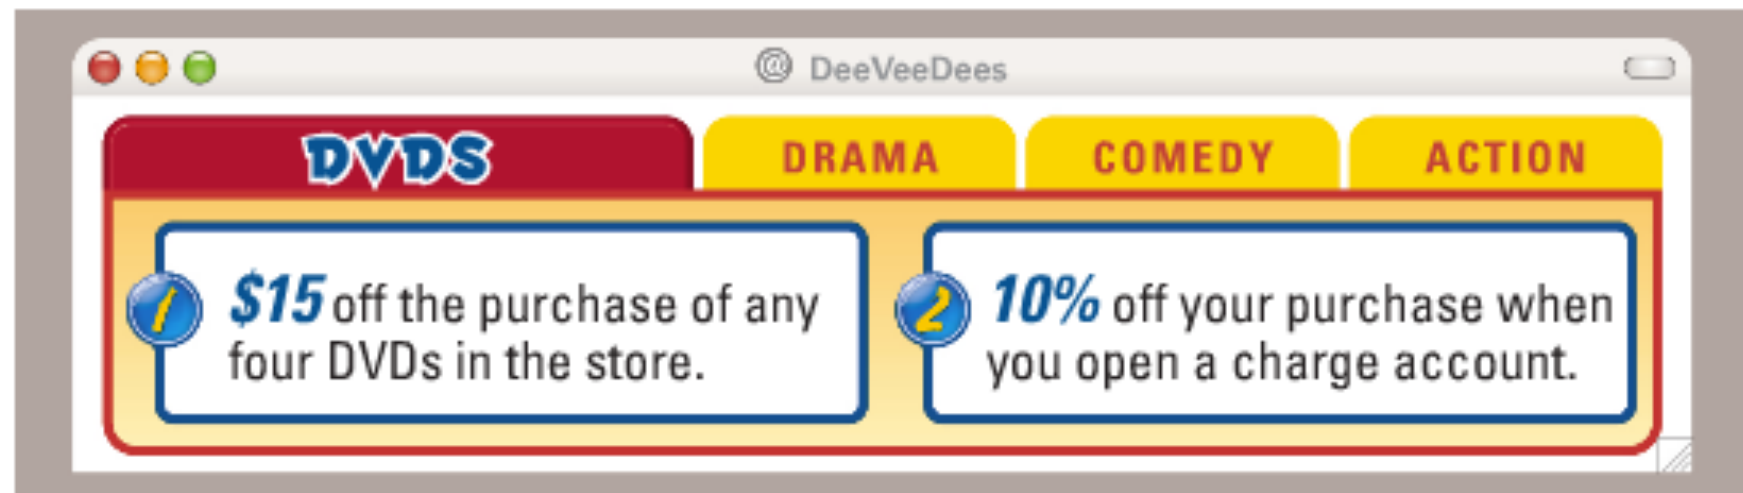 @ DeeVeeDees
DVDS DRAMA COMEDY ACTION
1 $15 off the purchase of any
four DVDs in the store.
2 10% off your purchase when
you open a charge account.